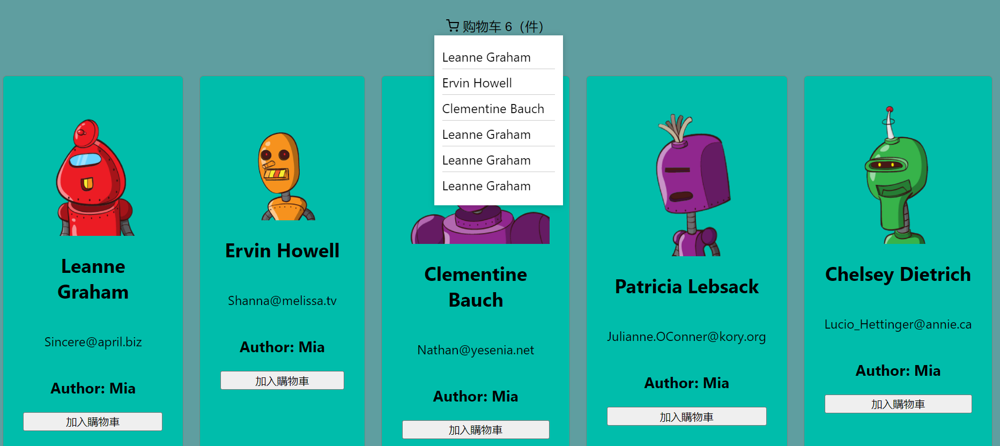 购物车 6（件）
Leanne Graham
Ervin Howell
Clementine Bauch
Leanne Graham
Leanne Graham
Leanne Graham
Leanne
Graham
Sincere@april.biz
Author: Mia
加入購物車
Ervin Howell
Shanna@melissa.tv
Author: Mia
加入購物車
Clementine
Bauch
Nathan@yesenia.net
Author: Mia
加入購物車
Patricia Lebsack
Julianne.OConner@kory.org
Author: Mia
加入購物車
Chelsey Dietrich
Lucio_Hettinger@annie.ca
Author: Mia
加入購物車